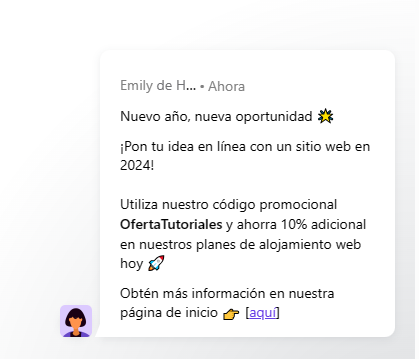 Emily de H... • Ahora
Nuevo año, nueva oportunidad 🌟
¡Pon tu idea en línea con un sitio web en
2024!
Utiliza nuestro código promocional
OfertaTutoriales y ahorra 10% adicional
en nuestros planes de alojamiento web
hoy 🚀
Obtén más información en nuestra
página de inicio 👉 [aquí]